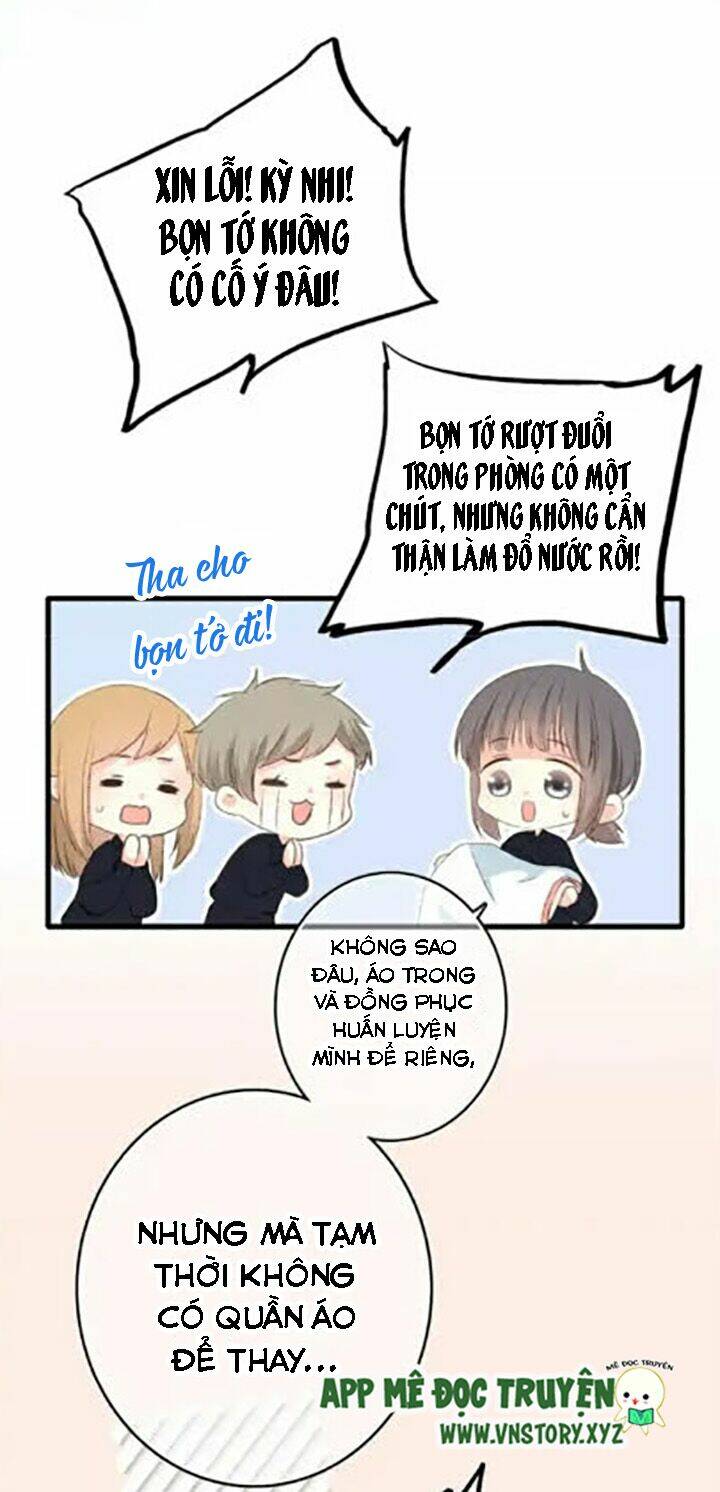 XIN LỖI! KỲ NHI!
BỌN TỚ KHÔNG
CÓ CỐ Ý ĐÂU!
BỌN TỚ RƯỢT ĐUỔI
TRONG PHÒNG CÓ MỘT
CHÚT, NHƯNG KHÔNG CẨN
THẬN LÀM ĐỔ NƯỚC RỒI!
Tha cho
bọn tớ đi!
KHÔNG SAO
ĐÂU, ÁO TRONG
VÀ ĐỒNG PHỤC
HUẤN LUYỆN
MÌNH ĐỂ RIÊNG,
NHƯNG MÀ TẠM
THỜI KHÔNG
CÓ QUẦN ÁO
ĐỂ THAY...
MÊ ĐỌC TRUYỆN
APP MÊ ĐỌC TRUYỆN
WWW.VNSTORY.XYZ